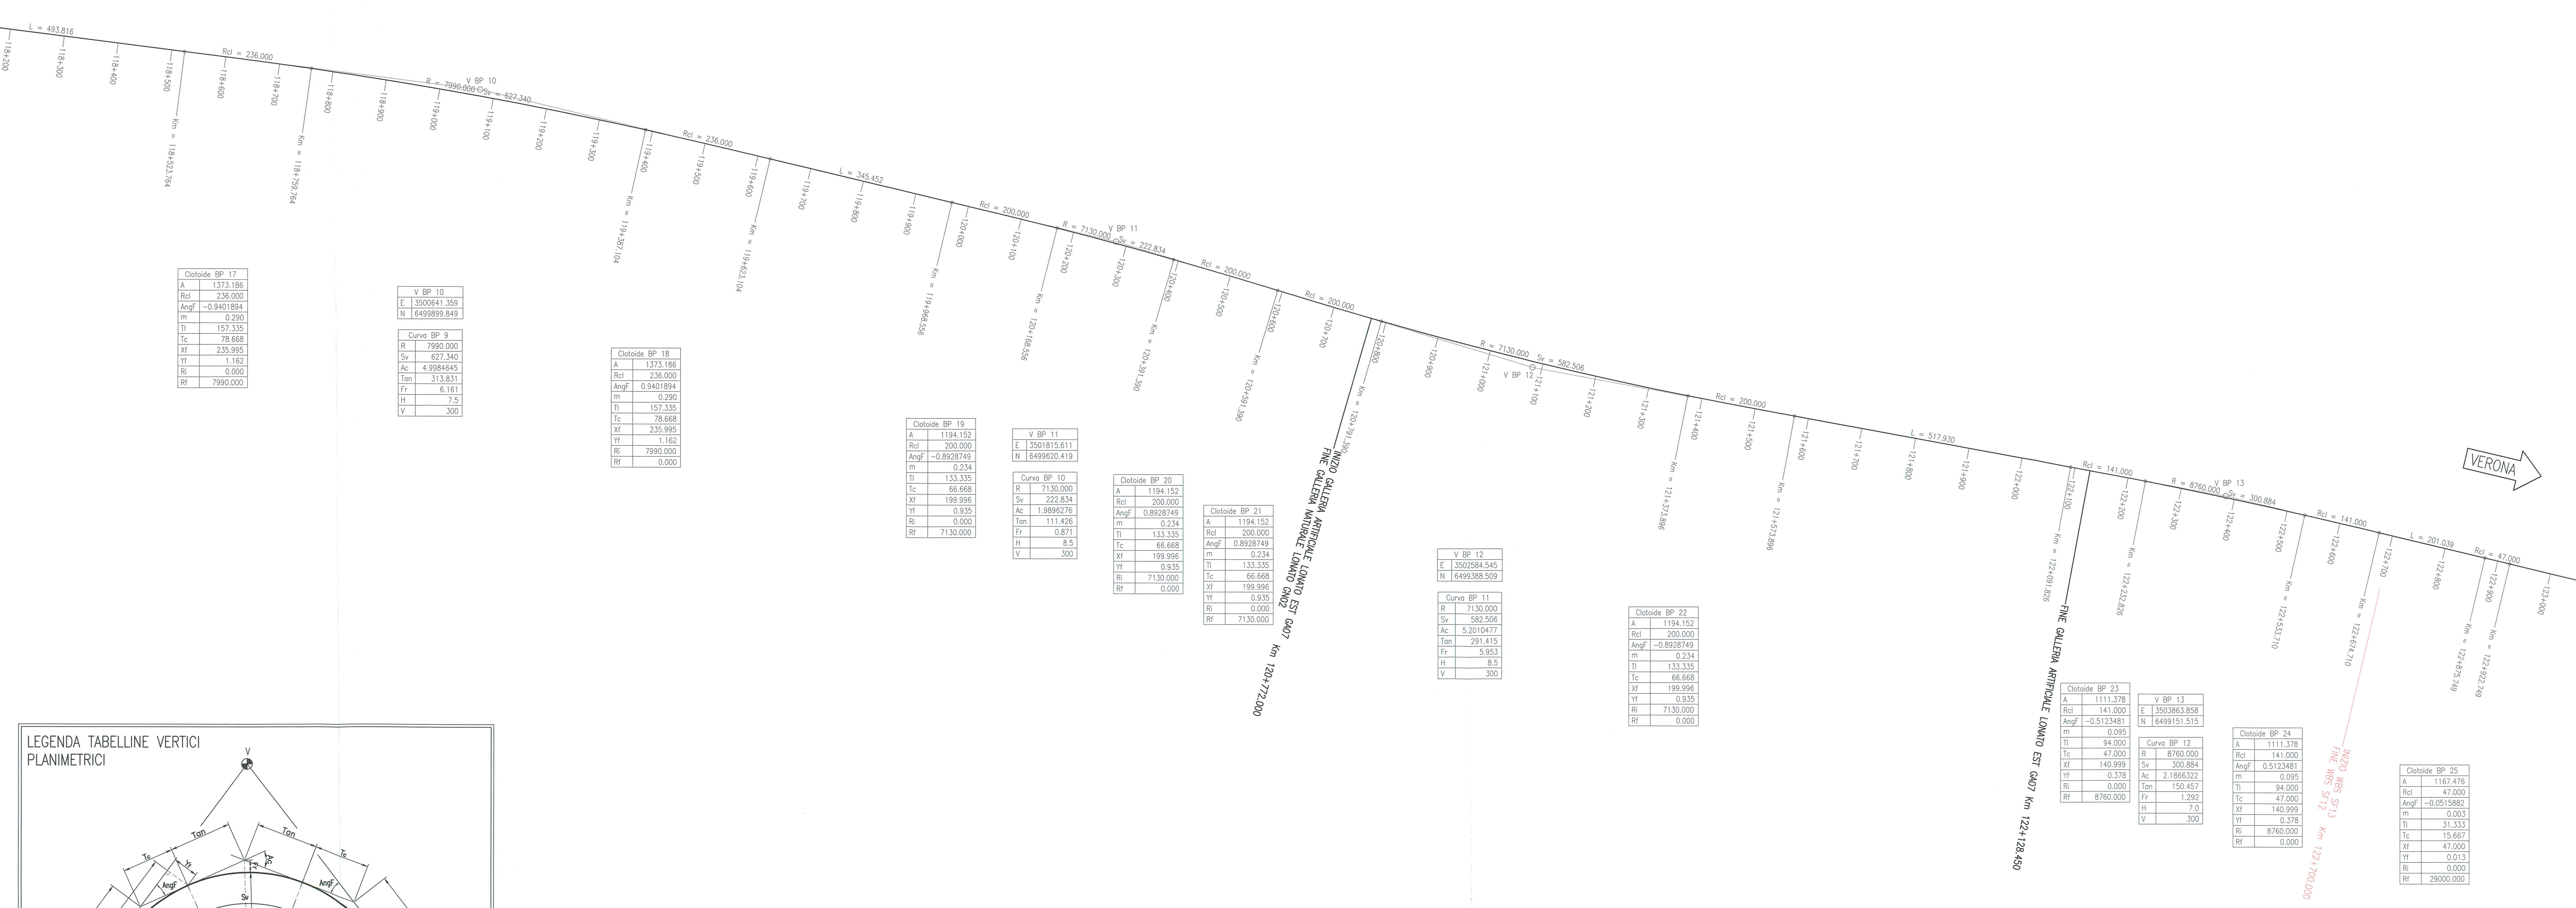 L = 493.816
Rcl = 236.000
V BP 10
R = 7990.000 Sv = 627.340
Rcl = 236.000
L = 345.452
Rcl = 200.000
V BP 11
R = 7130.000 Sv = 222.834
Rcl = 200.000
Rcl = 200.000
R = 7130.000 Sv = 582.506
V BP 12
Rcl = 200.000
L = 517.930
Rcl = 141.000
V BP 13
R = 8760.000 Sv = 300.884
Rcl = 141.000
L = 201.039
Rcl = 47.000
VERONA
118+200
118+300
118+400
118+500
118+600
118+700
118+800
118+900
119+000
119+100
119+200
119+300
119+400
119+500
119+600
119+700
119+800
119+900
120+000
120+100
120+200
120+300
120+400
120+500
120+600
120+700
120+800
120+900
121+000
121+100
121+200
121+300
121+400
121+500
121+600
121+700
121+800
121+900
122+000
122+100
122+200
122+300
122+400
122+500
122+600
122+700
122+800
122+900
123+000
Km = 118+523.764
Km = 118+759.764
Km = 119+387.104
Km = 119+623.104
Km = 119+968.556
Km = 120+168.556
Km = 120+391.390
Km = 120+591.390
Km = 120+791.390
Km = 121+373.896
Km = 121+573.896
Km = 122+091.826
Km = 122+232.826
Km = 122+533.710
Km = 122+674.710
Km = 122+875.749
Km = 122+922.749
INIZIO GALLERIA ARTIFICIALE LONATO EST GA07 Km 120+772.000
FINE GALLERIA NATURALE LONATO GN02
FINE GALLERIA ARTIFICIALE LONATO EST GA07 Km 122+128.450
INIZIO WBS SF13
FINE WBS SF12 Km 122+700.000
Clotoide BP 17
A 1373.186
Rcl 236.000
AngF -0.9401894
m 0.290
Tl 157.335
Tc 78.668
Xf 235.995
Yf 1.162
Ri 0.000
Rf 7990.000
V BP 10
E 3500641.359
N 6499899.849
Curva BP 9
R 7990.000
Sv 627.340
Ac 4.9984645
Tan 313.831
Fr 6.161
H 7.5
V 300
Clotoide BP 18
A 1373.186
Rcl 236.000
AngF 0.9401894
m 0.290
Tl 157.335
Tc 78.668
Xf 235.995
Yf 1.162
Ri 7990.000
Rf 0.000
Clotoide BP 19
A 1194.152
Rcl 200.000
AngF -0.8928749
m 0.234
Tl 133.335
Tc 66.668
Xf 199.996
Yf 0.935
Ri 0.000
Rf 7130.000
V BP 11
E 3501815.611
N 6499620.419
Curva BP 10
R 7130.000
Sv 222.834
Ac 1.9896276
Tan 111.426
Fr 0.871
H 8.5
V 300
Clotoide BP 20
A 1194.152
Rcl 200.000
AngF 0.8928749
m 0.234
Tl 133.335
Tc 66.668
Xf 199.996
Yf 0.935
Ri 7130.000
Rf 0.000
Clotoide BP 21
A 1194.152
Rcl 200.000
AngF 0.8928749
m 0.234
Tl 133.335
Tc 66.668
Xf 199.996
Yf 0.935
Ri 0.000
Rf 7130.000
V BP 12
E 3502584.545
N 6499388.509
Curva BP 11
R 7130.000
Sv 582.506
Ac 5.2010477
Tan 291.415
Fr 5.953
H 8.5
V 300
Clotoide BP 22
A 1194.152
Rcl 200.000
AngF -0.8928749
m 0.234
Tl 133.335
Tc 66.668
Xf 199.996
Yf 0.935
Ri 7130.000
Rf 0.000
Clotoide BP 23
A 1111.378
Rcl 141.000
AngF -0.5123481
m 0.095
Tl 94.000
Tc 47.000
Xf 140.999
Yf 0.378
Ri 0.000
Rf 8760.000
V BP 13
E 3503863.858
N 6499151.515
Curva BP 12
R 8760.000
Sv 300.884
Ac 2.1866322
Tan 150.457
Fr 1.292
H 7.0
V 300
Clotoide BP 24
A 1111.378
Rcl 141.000
AngF 0.5123481
m 0.095
Tl 94.000
Tc 47.000
Xf 140.999
Yf 0.378
Ri 8760.000
Rf 0.000
Clotoide BP 25
A 1167.476
Rcl 47.000
AngF -0.0515882
m 0.003
Tl 31.333
Tc 15.667
Xf 47.000
Yf 0.013
Ri 0.000
Rf 29000.000
LEGENDA TABELLINE VERTICI
PLANIMETRICI
V
Tan
Tan
Tc
Yf
Fr
Ac
Tc
AngF
AngF
Sv